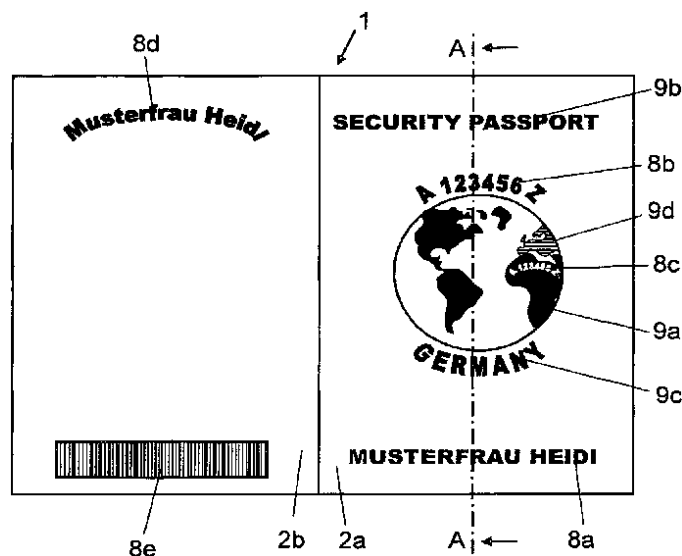 1
8d
A
9b
Musterfrau Heidi
SECURITY PASSPORT
8b
A 123456 Z
9d
8c
9a
GERMANY
9c
MUSTERFRAU HEIDI
8e
2b
2a
A
8a